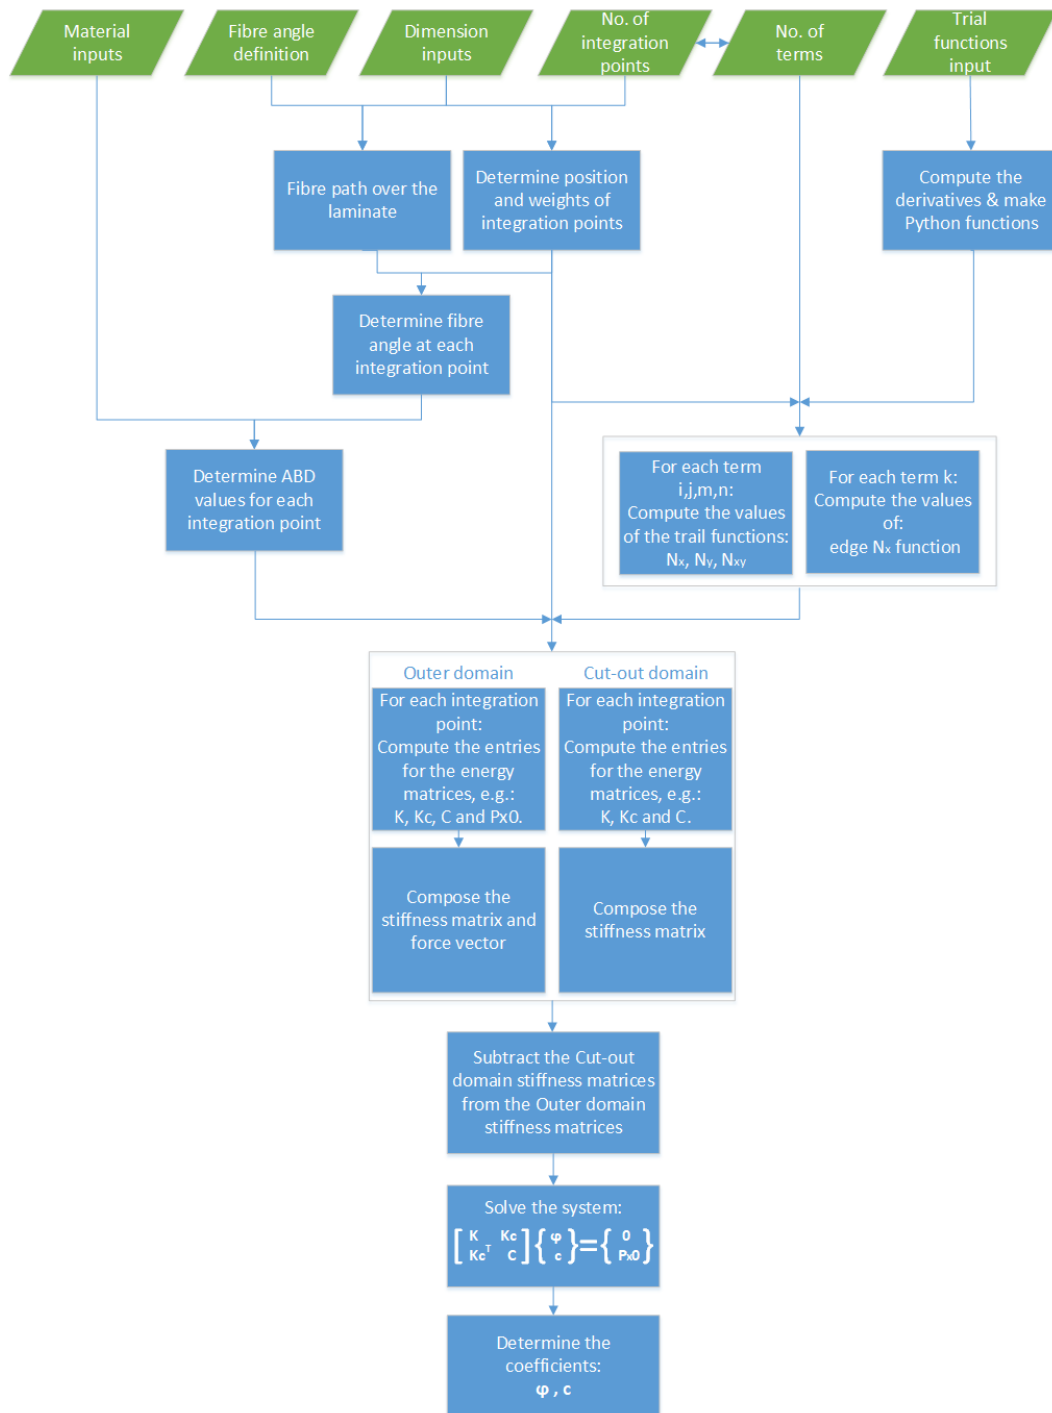 Material
inputs
Fibre angle
definition
Dimension
inputs
No. of
integration
points
No. of
terms
Trial
functions
input
Fibre path over the
laminate
Determine position
and weights of
integration points
Compute the
derivatives & make
Python functions
Determine fibre
angle at each
integration point
Determine ABD
values for each
integration point
For each term
i,j,m,n:
Compute the values
of the trail functions:
Nx, Ny, Nxy
For each term k:
Compute the values
of:
edge Nx function
Outer domain
For each integration
point:
Compute the entries
for the energy
matrices, e.g.:
K, Kc, C and Px0.
Cut-out domain
For each integration
point:
Compute the entries
for the energy
matrices, e.g.:
K, Kc and C.
Compose the
stiffness matrix and
force vector
Compose the
stiffness matrix
Subtract the Cut-out
domain stiffness matrices
from the Outer domain
stiffness matrices
Solve the system:
[ K Kc ] { φ } = { 0 }
[ Kcᵀ C ] { c } = { Px0 }
Determine the
coefficients:
φ , c